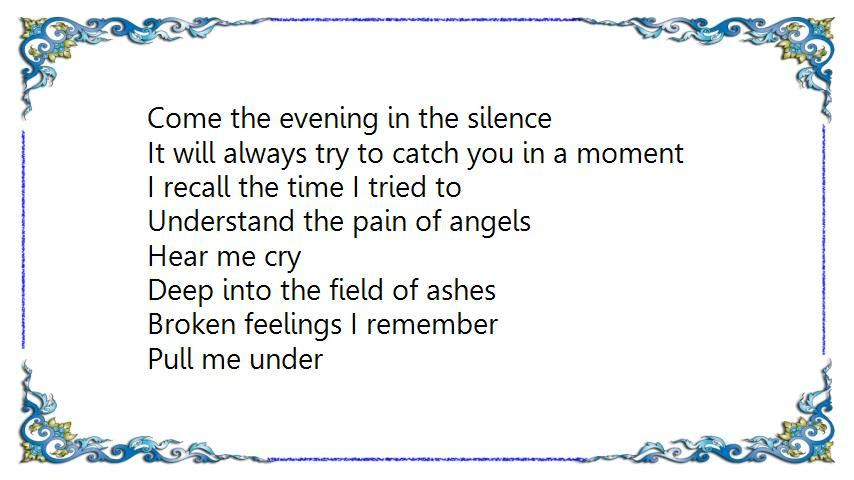 Come the evening in the silence
It will always try to catch you in a moment
I recall the time I tried to
Understand the pain of angels
Hear me cry
Deep into the field of ashes
Broken feelings I remember
Pull me under